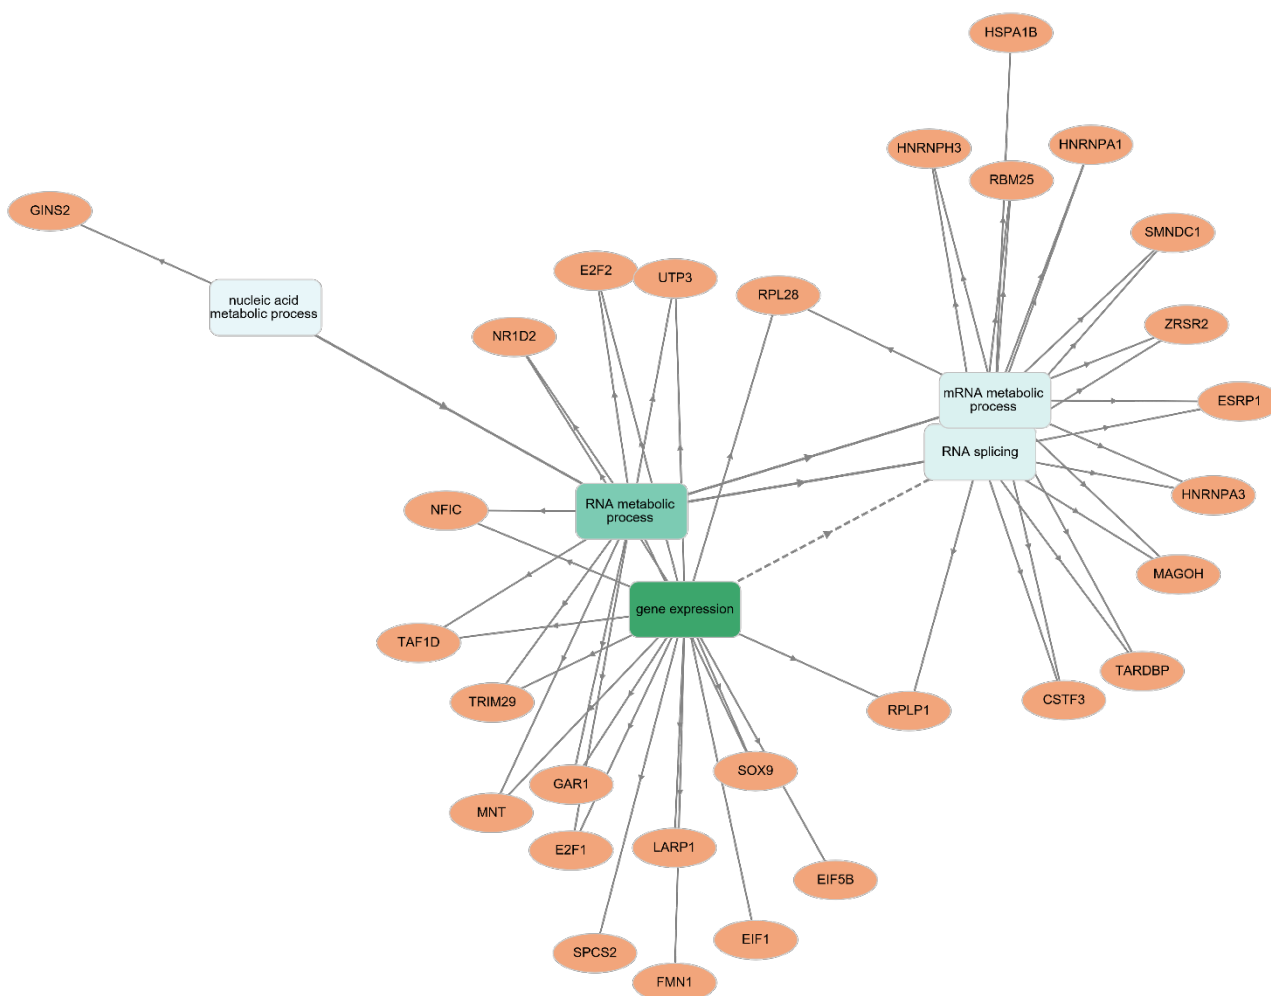 HSPA1B
HNRNPH3
HNRNPA1
RBM25
GINS2
SMNDC1
E2F2
UTP3
RPL28
nucleic acid
metabolic process
ZRSR2
NR1D2
mRNA metabolic
process
ESRP1
RNA splicing
HNRNPA3
NFIC
RNA metabolic
process
MAGOH
gene expression
TAF1D
TARDBP
TRIM29
RPLP1
CSTF3
SOX9
GAR1
MNT
E2F1
LARP1
EIF5B
EIF1
SPCS2
FMN1